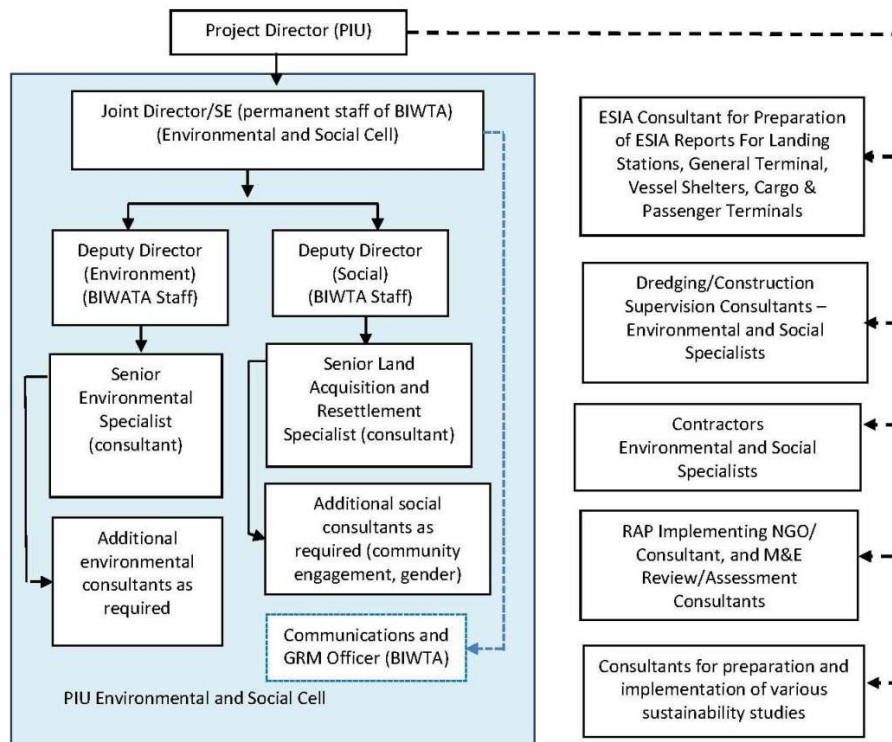 Project Director (PIU)
Joint Director/SE (permanent staff of BIWTA)
(Environmental and Social Cell)
Deputy Director
(Environment)
(BIWATA Staff)
Deputy Director
(Social)
(BIWTA Staff)
Senior
Environmental
Specialist
(consultant)
Senior Land
Acquisition and
Resettlement
Specialist (consultant)
Additional
environmental
consultants as
required
Additional social
consultants as
required (community
engagement, gender)
Communications and
GRM Officer (BIWTA)
PIU Environmental and Social Cell
ESIA Consultant for Preparation
of ESIA Reports For Landing
Stations, General Terminal,
Vessel Shelters, Cargo &
Passenger Terminals
Dredging/Construction
Supervision Consultants –
Environmental and Social
Specialists
Contractors
Environmental and Social
Specialists
RAP Implementing NGO/
Consultant, and M&E
Review/Assessment
Consultants
Consultants for preparation and
implementation of various
sustainability studies